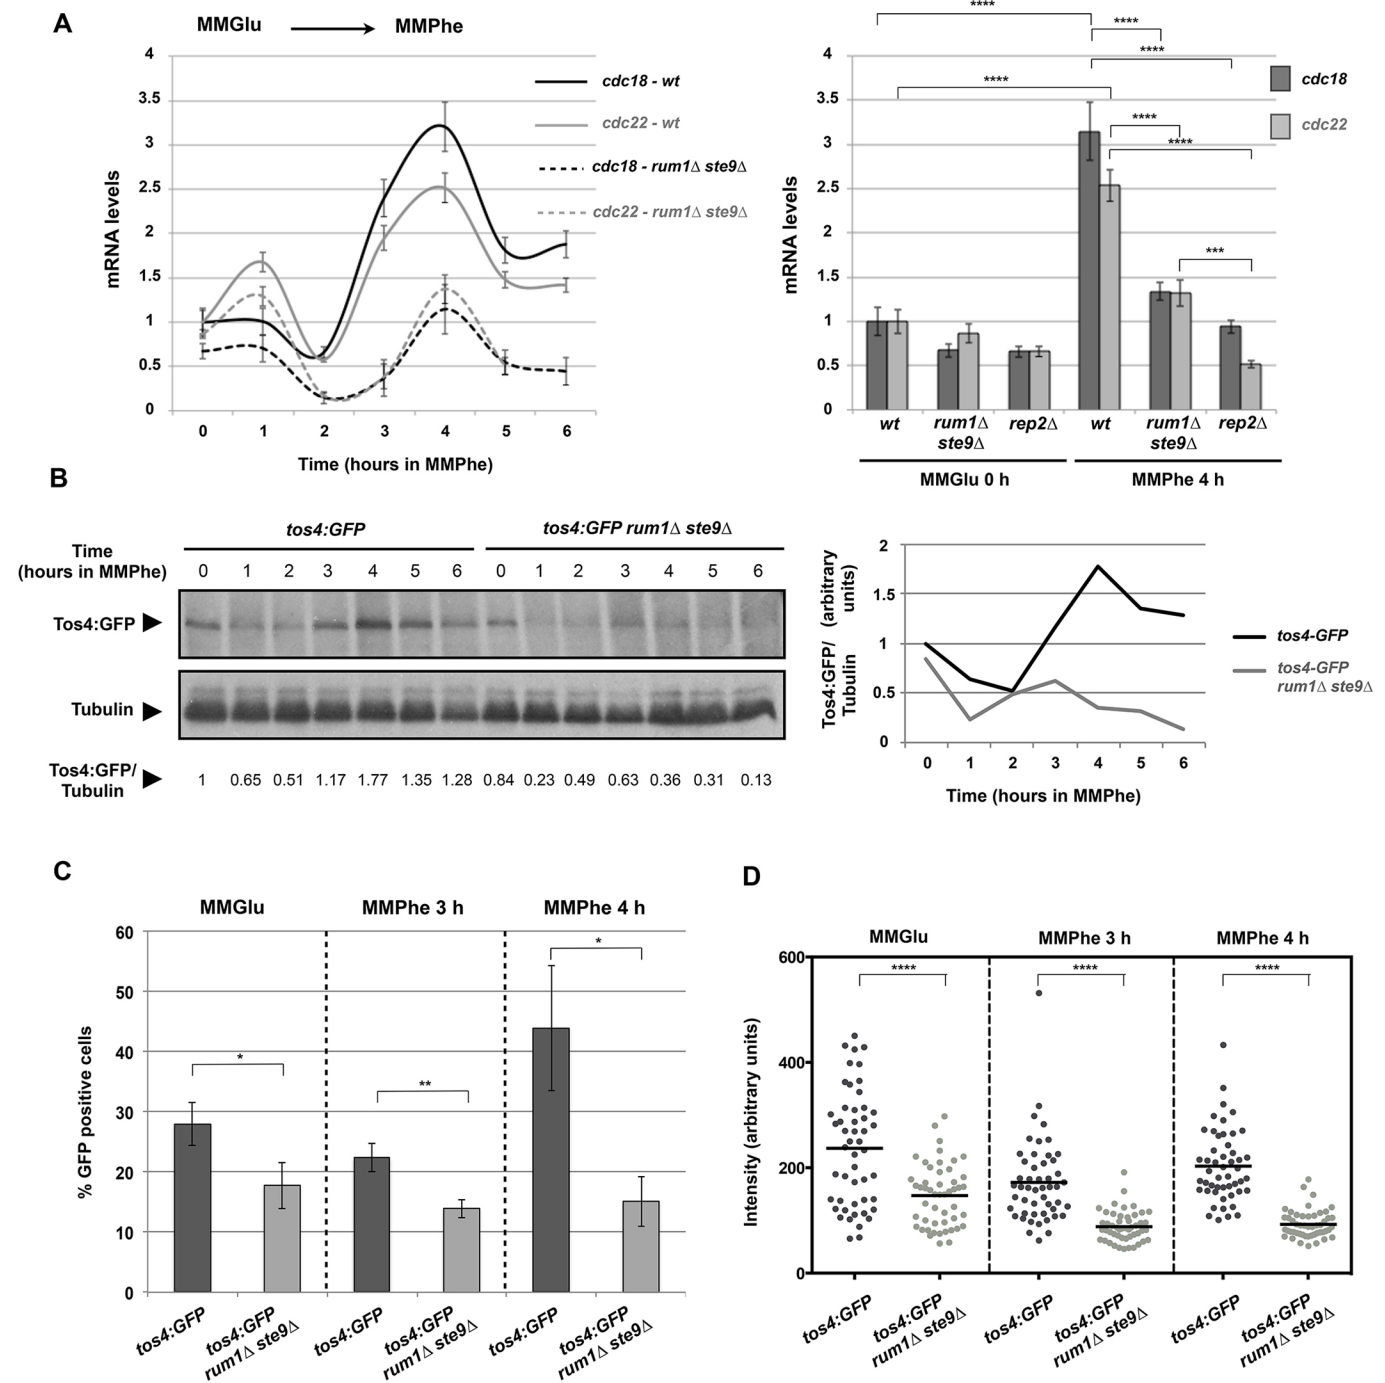 A
MMGlu MMPhe
4
3.5
3
2.5
2
1.5
1
0.5
0
mRNA levels
cdc18 - wt
cdc22 - wt
cdc18 - rum1Δ ste9Δ
cdc22 - rum1Δ ste9Δ
0 1 2 3 4 5 6
Time (hours in MMPhe)
****
****
****
****
****
****
***
4
3.5
3
2.5
2
1.5
1
0.5
0
mRNA levels
cdc18
cdc22
wt rum1Δ rep2Δ wt rum1Δ rep2Δ
ste9Δ ste9Δ
MMGlu 0 h MMPhe 4 h
B
tos4:GFP tos4:GFP rum1Δ ste9Δ
Time
(hours in MMPhe) 0 1 2 3 4 5 6 0 1 2 3 4 5 6
Tos4:GFP
Tubulin
Tos4:GFP/
Tubulin
1 0.65 0.51 1.17 1.77 1.35 1.28 0.84 0.23 0.49 0.63 0.36 0.31 0.13
Tos4:GFP/ (arbitrary
Tubulin units)
2
1.5
1
0.5
0
0 1 2 3 4 5 6
Time (hours in MMPhe)
tos4-GFP
tos4-GFP
rum1Δ ste9Δ
C
MMGlu MMPhe 3 h MMPhe 4 h
60
50
40
30
20
10
0
% GFP positive cells
* ** *
tos4:GFP tos4:GFP tos4:GFP tos4:GFP tos4:GFP tos4:GFP
rum1Δ ste9Δ rum1Δ ste9Δ rum1Δ ste9Δ
D
MMGlu MMPhe 3 h MMPhe 4 h
600
400
200
0
Intensity (arbitrary units)
**** **** ****
tos4:GFP tos4:GFP tos4:GFP tos4:GFP tos4:GFP tos4:GFP
rum1Δ ste9Δ rum1Δ ste9Δ rum1Δ ste9Δ